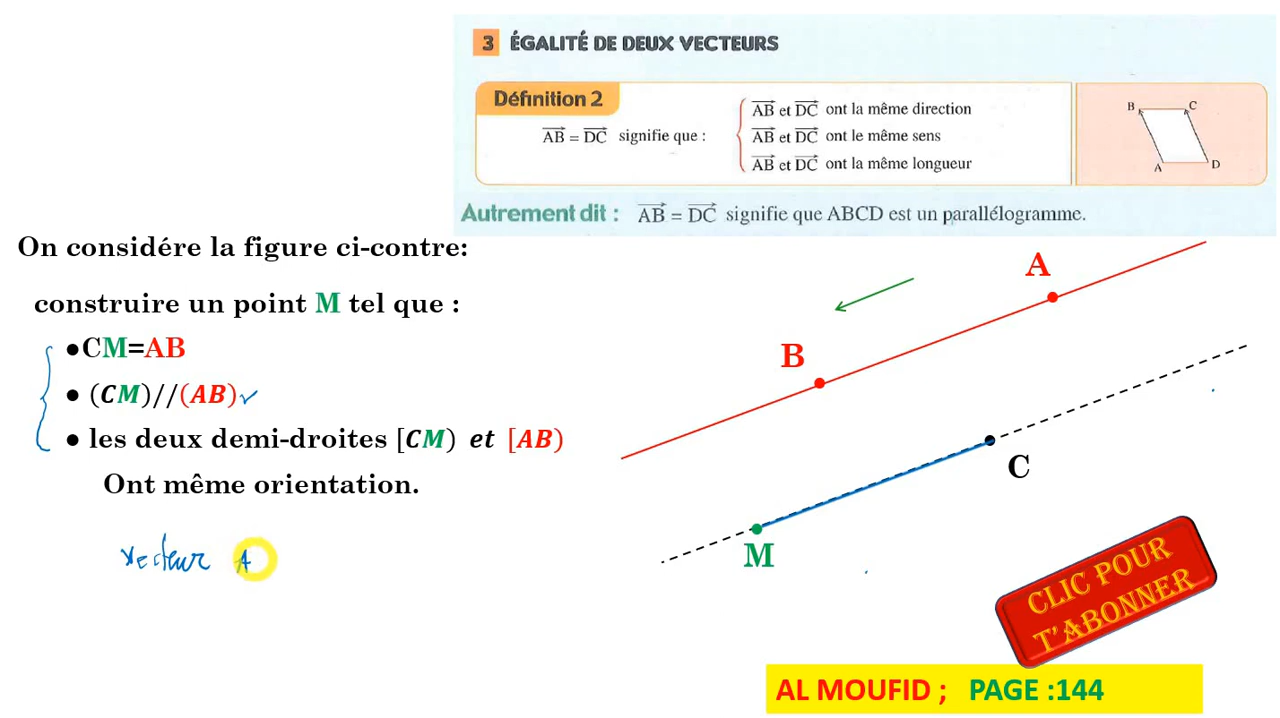 3 ÉGALITÉ DE DEUX VECTEURS
Définition 2
AB = DC signifie que :
AB et DC ont la même direction
AB et DC ont le même sens
AB et DC ont la même longueur
B C
A D
Autrement dit : AB = DC signifie que ABCD est un parallélogramme.
On considére la figure ci-contre:
construire un point M tel que :
•CM=AB
• (CM)//(AB)
• les deux demi-droites [CM) et [AB)
Ont même orientation.
vecteur A
A
B
C
M
CLIC POUR
T'ABONNER
AL MOUFID ; PAGE :144